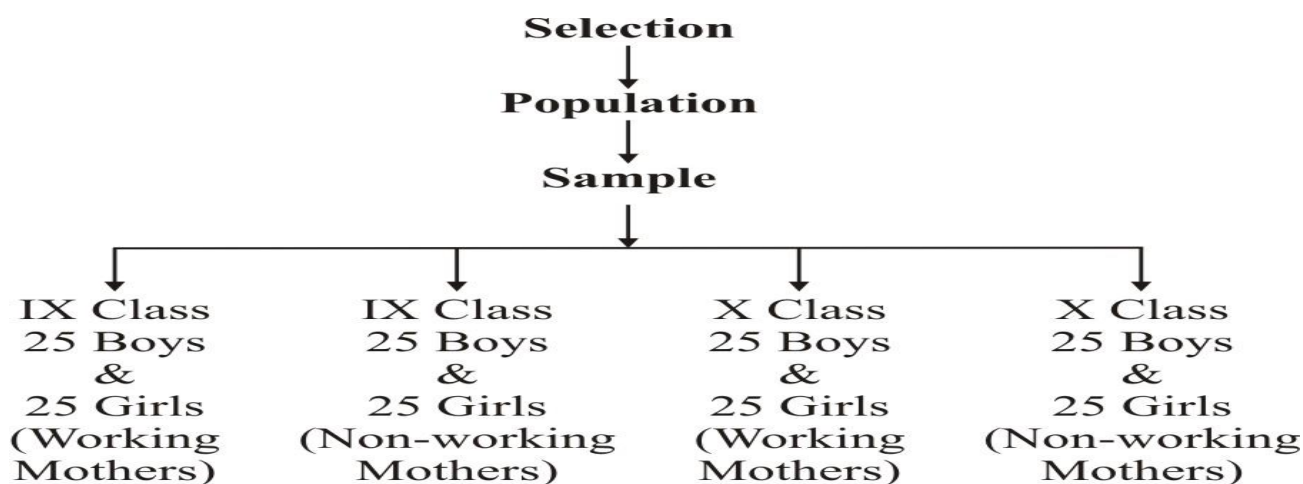 Selection
Population
Sample
IX Class
25 Boys
&
25 Girls
(Working
Mothers)
IX Class
25 Boys
&
25 Girls
(Non-working
Mothers)
X Class
25 Boys
&
25 Girls
(Working
Mothers)
X Class
25 Boys
&
25 Girls
(Non-working
Mothers)